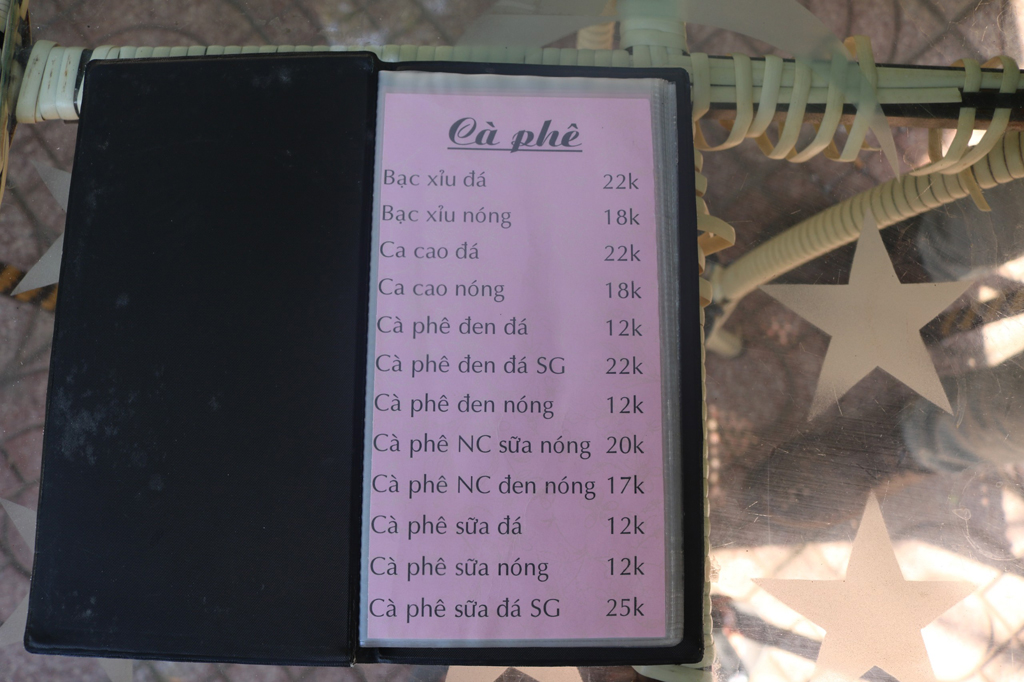 Cà phê
Bạc xỉu đá 22k
Bạc xỉu nóng 18k
Ca cao đá 22k
Ca cao nóng 18k
Cà phê đen đá 12k
Cà phê đen đá SG 22k
Cà phê đen nóng 12k
Cà phê NC sữa nóng 20k
Cà phê NC đen nóng 17k
Cà phê sữa đá 12k
Cà phê sữa nóng 12k
Cà phê sữa đá SG 25k